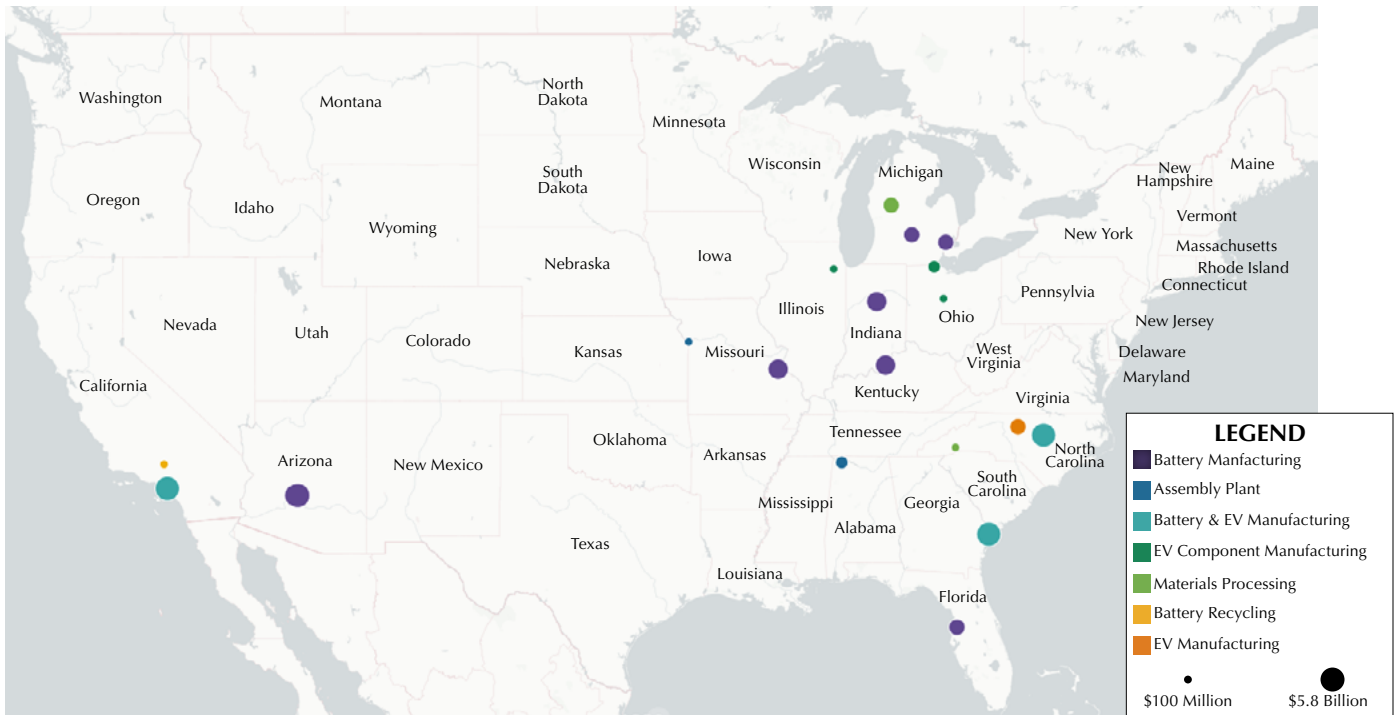 Washington
Montana
North
Dakota
Minnesota
Wisconsin
Michigan
New
Hampshire
Maine
Oregon
Idaho
South
Dakota
Wyoming
Vermont
New York
Massachusetts
Iowa
Nebraska
Rhode Island
Connecticut
Pennsylvia
Nevada
Utah
Colorado
Illinois
Indiana
Ohio
New Jersey
Kansas
Missouri
West
Virginia
Delaware
Maryland
California
Kentucky
Virginia
Tennessee
Oklahoma
Arkansas
North
Carolina
Arizona
New Mexico
South
Carolina
Mississippi
Alabama
Georgia
Texas
Louisiana
Florida
LEGEND
Battery Manfacturing
Assembly Plant
Battery & EV Manufacturing
EV Component Manufacturing
Materials Processing
Battery Recycling
EV Manufacturing
$100 Million
$5.8 Billion